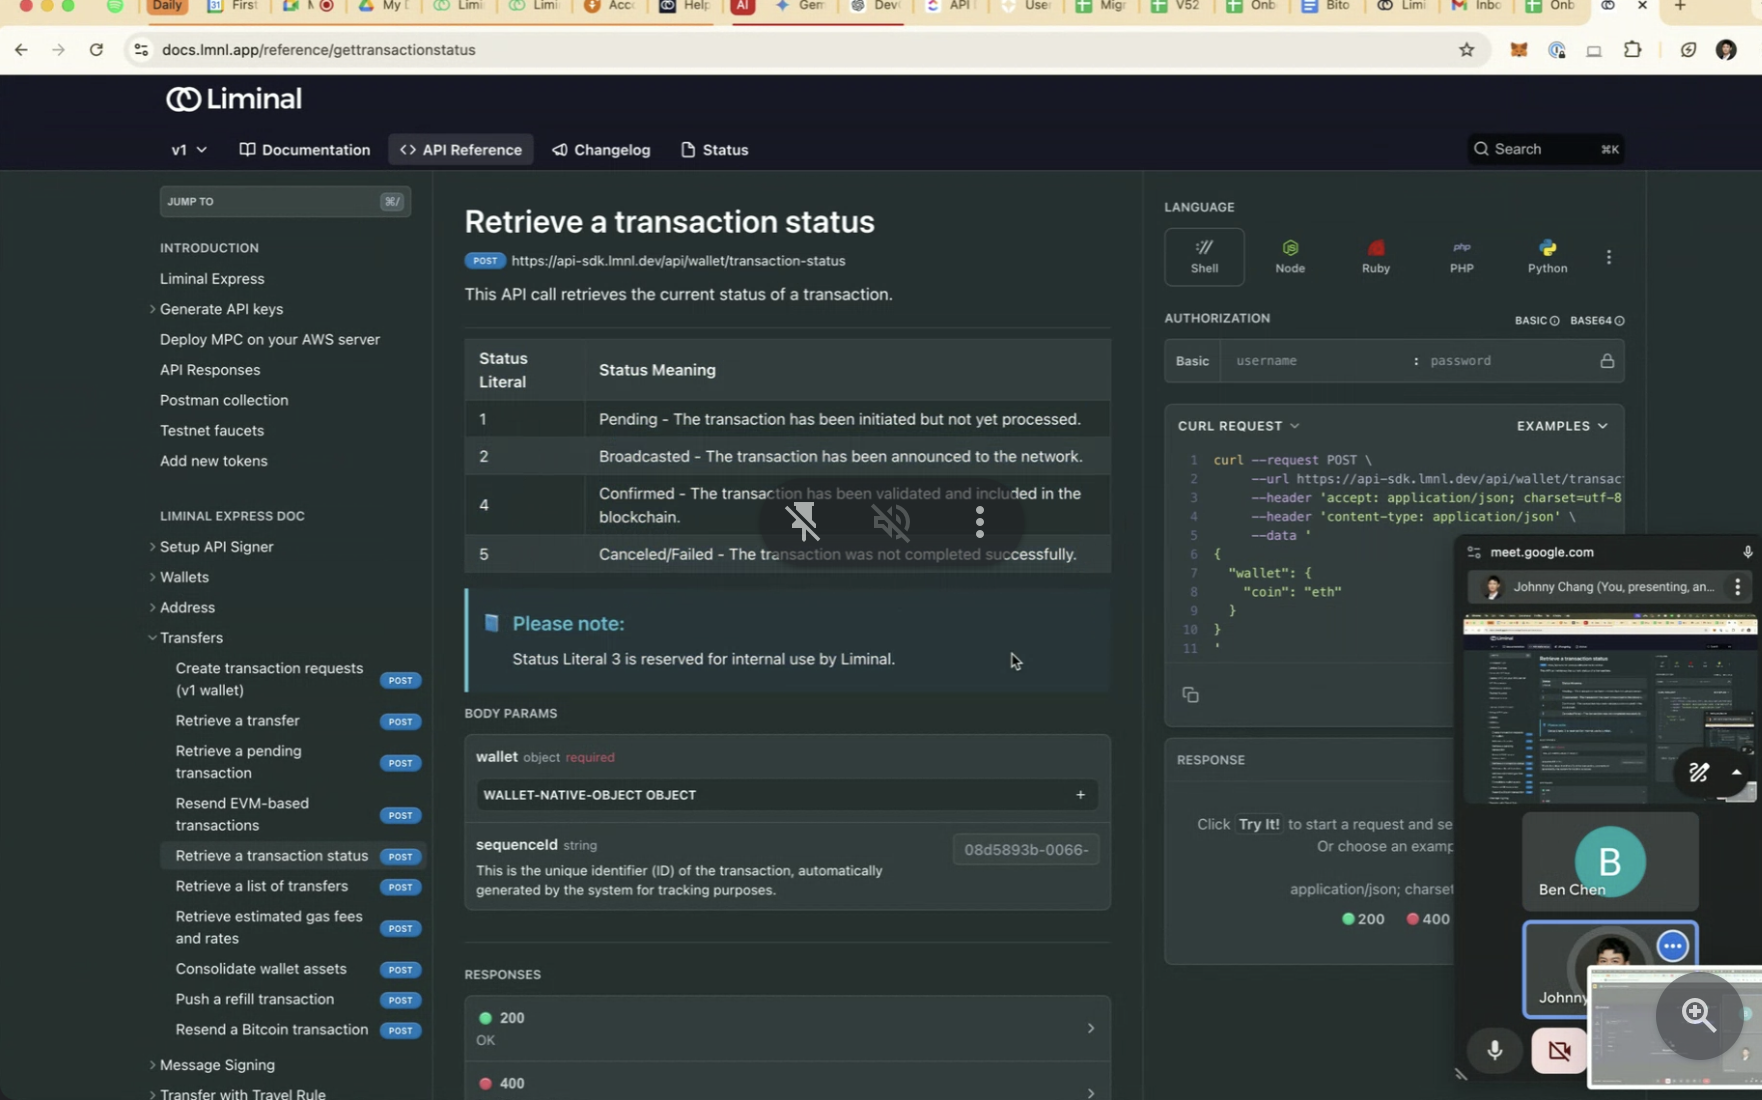 Daily
31 First
M
My D
Limi
Limi
Acc
Help
AI
Gem
Dev
API
User
Migr
V52
Onb
Bito
Limi
Inbo
Onb
docs.lmnl.app/reference/gettransactionstatus
Liminal
v1
Documentation
<> API Reference
Changelog
Status
Search
⌘K
JUMP TO
⌘/
INTRODUCTION
Liminal Express
Generate API keys
Deploy MPC on your AWS server
API Responses
Postman collection
Testnet faucets
Add new tokens
LIMINAL EXPRESS DOC
Setup API Signer
Wallets
Address
Transfers
Create transaction requests
(v1 wallet)
POST
Retrieve a transfer
POST
Retrieve a pending
transaction
POST
Resend EVM-based
transactions
POST
Retrieve a transaction status
POST
Retrieve a list of transfers
POST
Retrieve estimated gas fees
and rates
POST
Consolidate wallet assets
POST
Push a refill transaction
POST
Resend a Bitcoin transaction
POST
Message Signing
Transfer with Travel Rule
Retrieve a transaction status
POST https://api-sdk.lmnl.dev/api/wallet/transaction-status
This API call retrieves the current status of a transaction.
Status
Literal
Status Meaning
1
Pending - The transaction has been initiated but not yet processed.
2
Broadcasted - The transaction has been announced to the network.
4
Confirmed - The transaction has been validated and included in the
blockchain.
5
Canceled/Failed - The transaction was not completed successfully.
Please note:
Status Literal 3 is reserved for internal use by Liminal.
BODY PARAMS
wallet object required
WALLET-NATIVE-OBJECT OBJECT
+
sequenceId string
08d5893b-0066-
This is the unique identifier (ID) of the transaction, automatically
generated by the system for tracking purposes.
RESPONSES
200
OK
400
LANGUAGE
Shell
Node
Ruby
php
PHP
Python
AUTHORIZATION
BASIC
BASE64
Basic
username
:
password
CURL REQUEST
EXAMPLES
1 curl --request POST \
2 --url https://api-sdk.lmnl.dev/api/wallet/transac
3 --header 'accept: application/json; charset=utf-8
4 --header 'content-type: application/json' \
5 --data '
6 {
7 "wallet": {
8 "coin": "eth"
9 }
10 }
11 '
RESPONSE
Click Try It! to start a request and se
Or choose an examp
application/json; charset
200
400
meet.google.com
Johnny Chang (You, presenting, an...
B
Ben Chen
Johnny